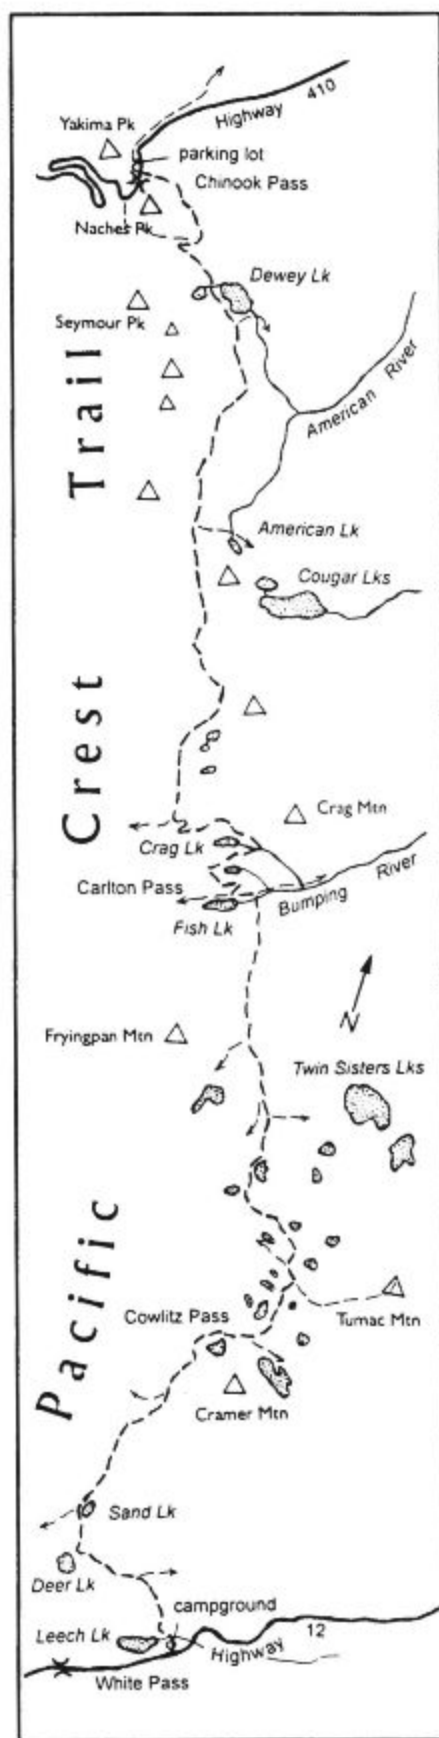 Highway 410
Yakima Pk
parking lot
Chinook Pass
Naches Pk
Dewey Lk
Seymour Pk
American River
American Lk
Cougar Lks
Crag Mtn
Crag Lk
Carlton Pass
Bumping River
Fish Lk
N
Fryingpan Mtn
Twin Sisters Lks
Cowlitz Pass
Tumac Mtn
Cramer Mtn
Sand Lk
Deer Lk
campground
Leech Lk
Highway 12
White Pass
Pacific Crest Trail